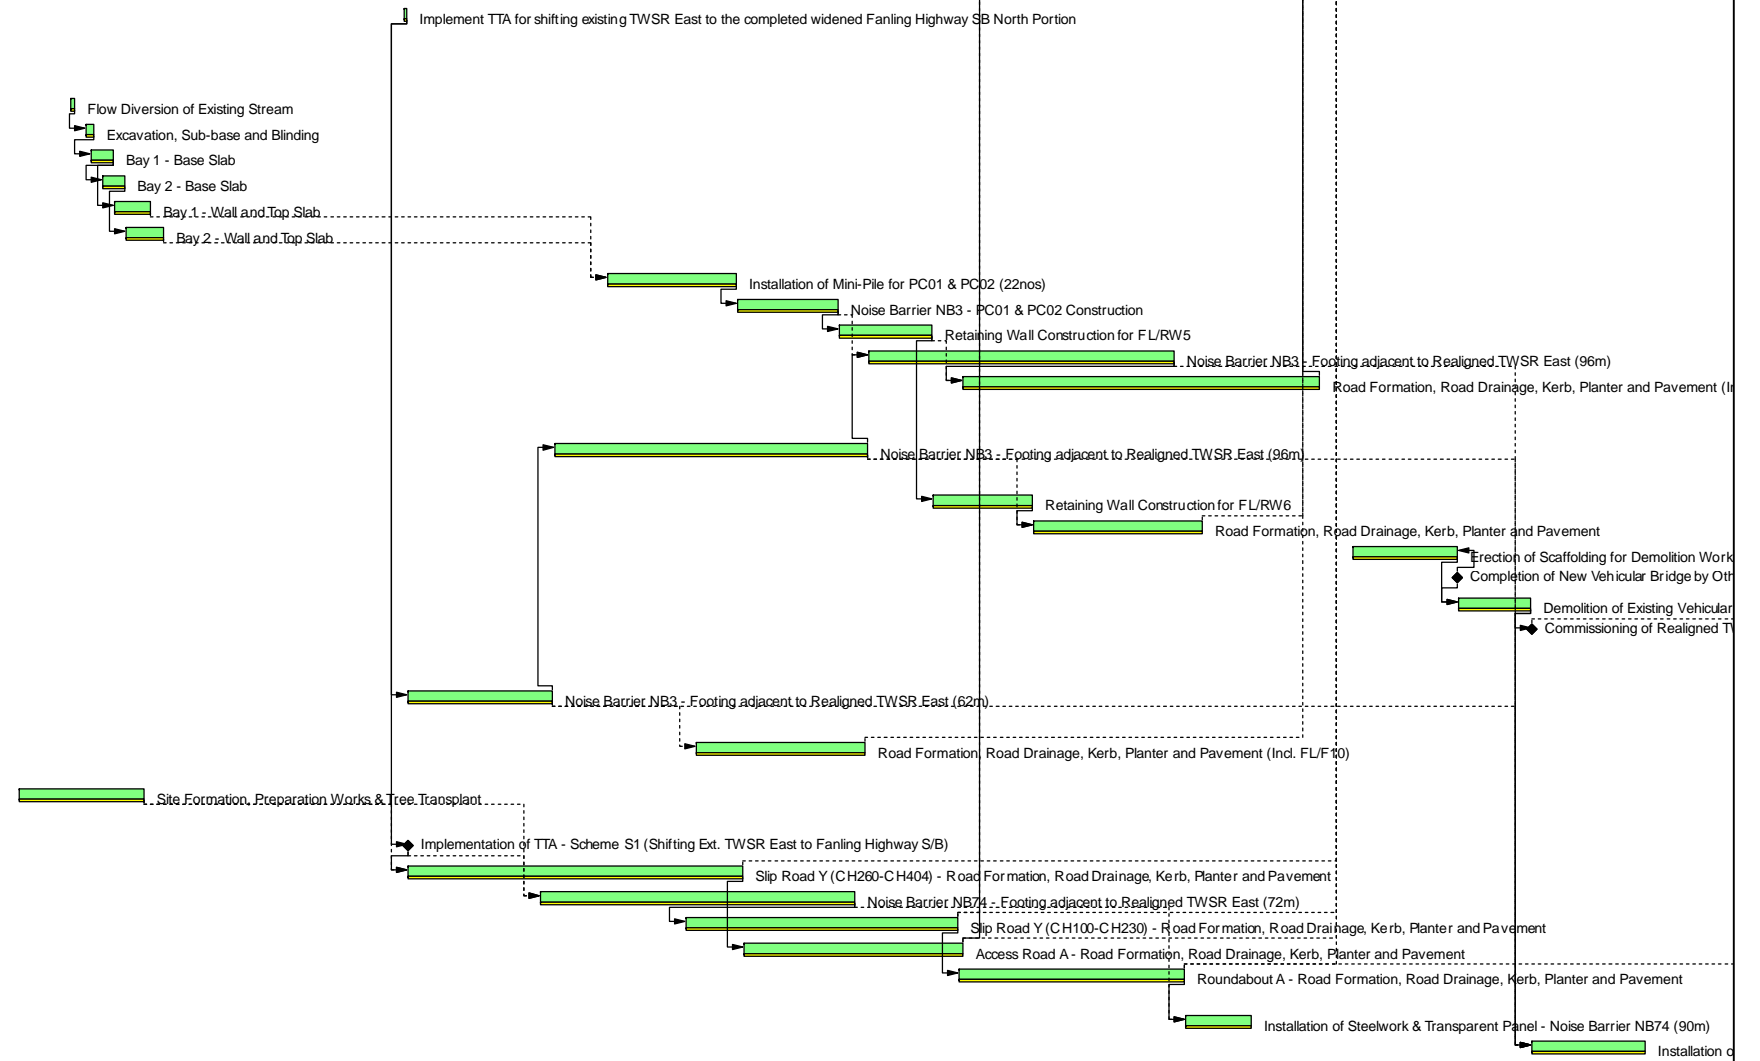 Implement TTA for shifting existing TWSR East to the completed widened Fanling Highway SB North Portion
Flow Diversion of Existing Stream
Excavation, Sub-base and Blinding
Bay 1 - Base Slab
Bay 2 - Base Slab
Bay 1 - Wall and Top Slab
Bay 2 - Wall and Top Slab
Installation of Mini-Pile for PC01 & PC02 (22nos)
Noise Barrier NB3 - PC01 & PC02 Construction
Retaining Wall Construction for FL/RW5
Noise Barrier NB3 - Footing adjacent to Realigned TWSR East (96m)
Road Formation, Road Drainage, Kerb, Planter and Pavement
Noise Barrier NB3 - Footing adjacent to Realigned TWSR East (96m)
Retaining Wall Construction for FL/RW6
Road Formation, Road Drainage, Kerb, Planter and Pavement
Erection of Scaffolding for Demolition Work
Completion of New Vehicular Bridge by
Demolition of Existing Vehicular
Commissioning of Realigned
Noise Barrier NB3 - Footing adjacent to Realigned TWSR East (62m)
Road Formation, Road Drainage, Kerb, Planter and Pavement (Incl. FL/F10)
Site Formation, Preparation Works & Tree Transplant
Implementation of TTA - Scheme S1 (Shifting Ext. TWSR East to Fanling Highway S/B)
Slip Road Y (CH260-CH404) - Road Formation, Road Drainage, Kerb, Planter and Pavement
Noise Barrier NB74 - Footing adjacent to Realigned TWSR East (72m)
Slip Road Y (CH100-CH230) - Road Formation, Road Drainage, Kerb, Planter and Pavement
Access Road A - Road Formation, Road Drainage, Kerb, Planter and Pavement
Roundabout A - Road Formation, Road Drainage, Kerb, Planter and Pavement
Installation of Steelwork & Transparent Panel - Noise Barrier NB74 (90m)
Installation